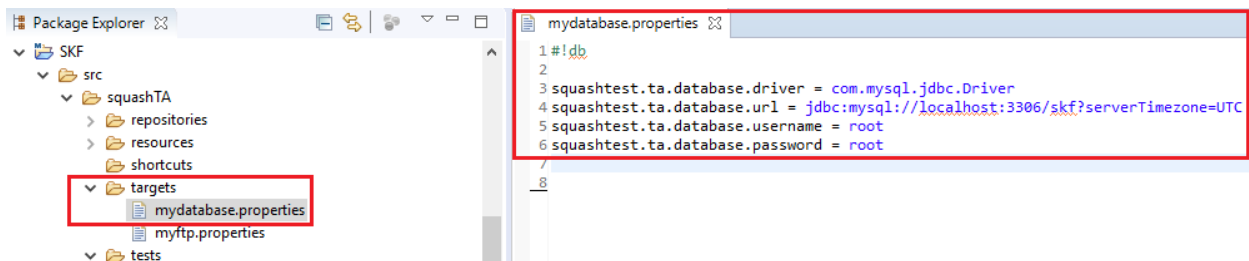 Package Explorer
SKF
src
squashTA
repositories
resources
shortcuts
targets
mydatabase.properties
myftp.properties
tests
mydatabase.properties
1 #!db
2
3 squashtest.ta.database.driver = com.mysql.jdbc.Driver
4 squashtest.ta.database.url = jdbc:mysql://localhost:3306/skf?serverTimezone=UTC
5 squashtest.ta.database.username = root
6 squashtest.ta.database.password = root
7
8